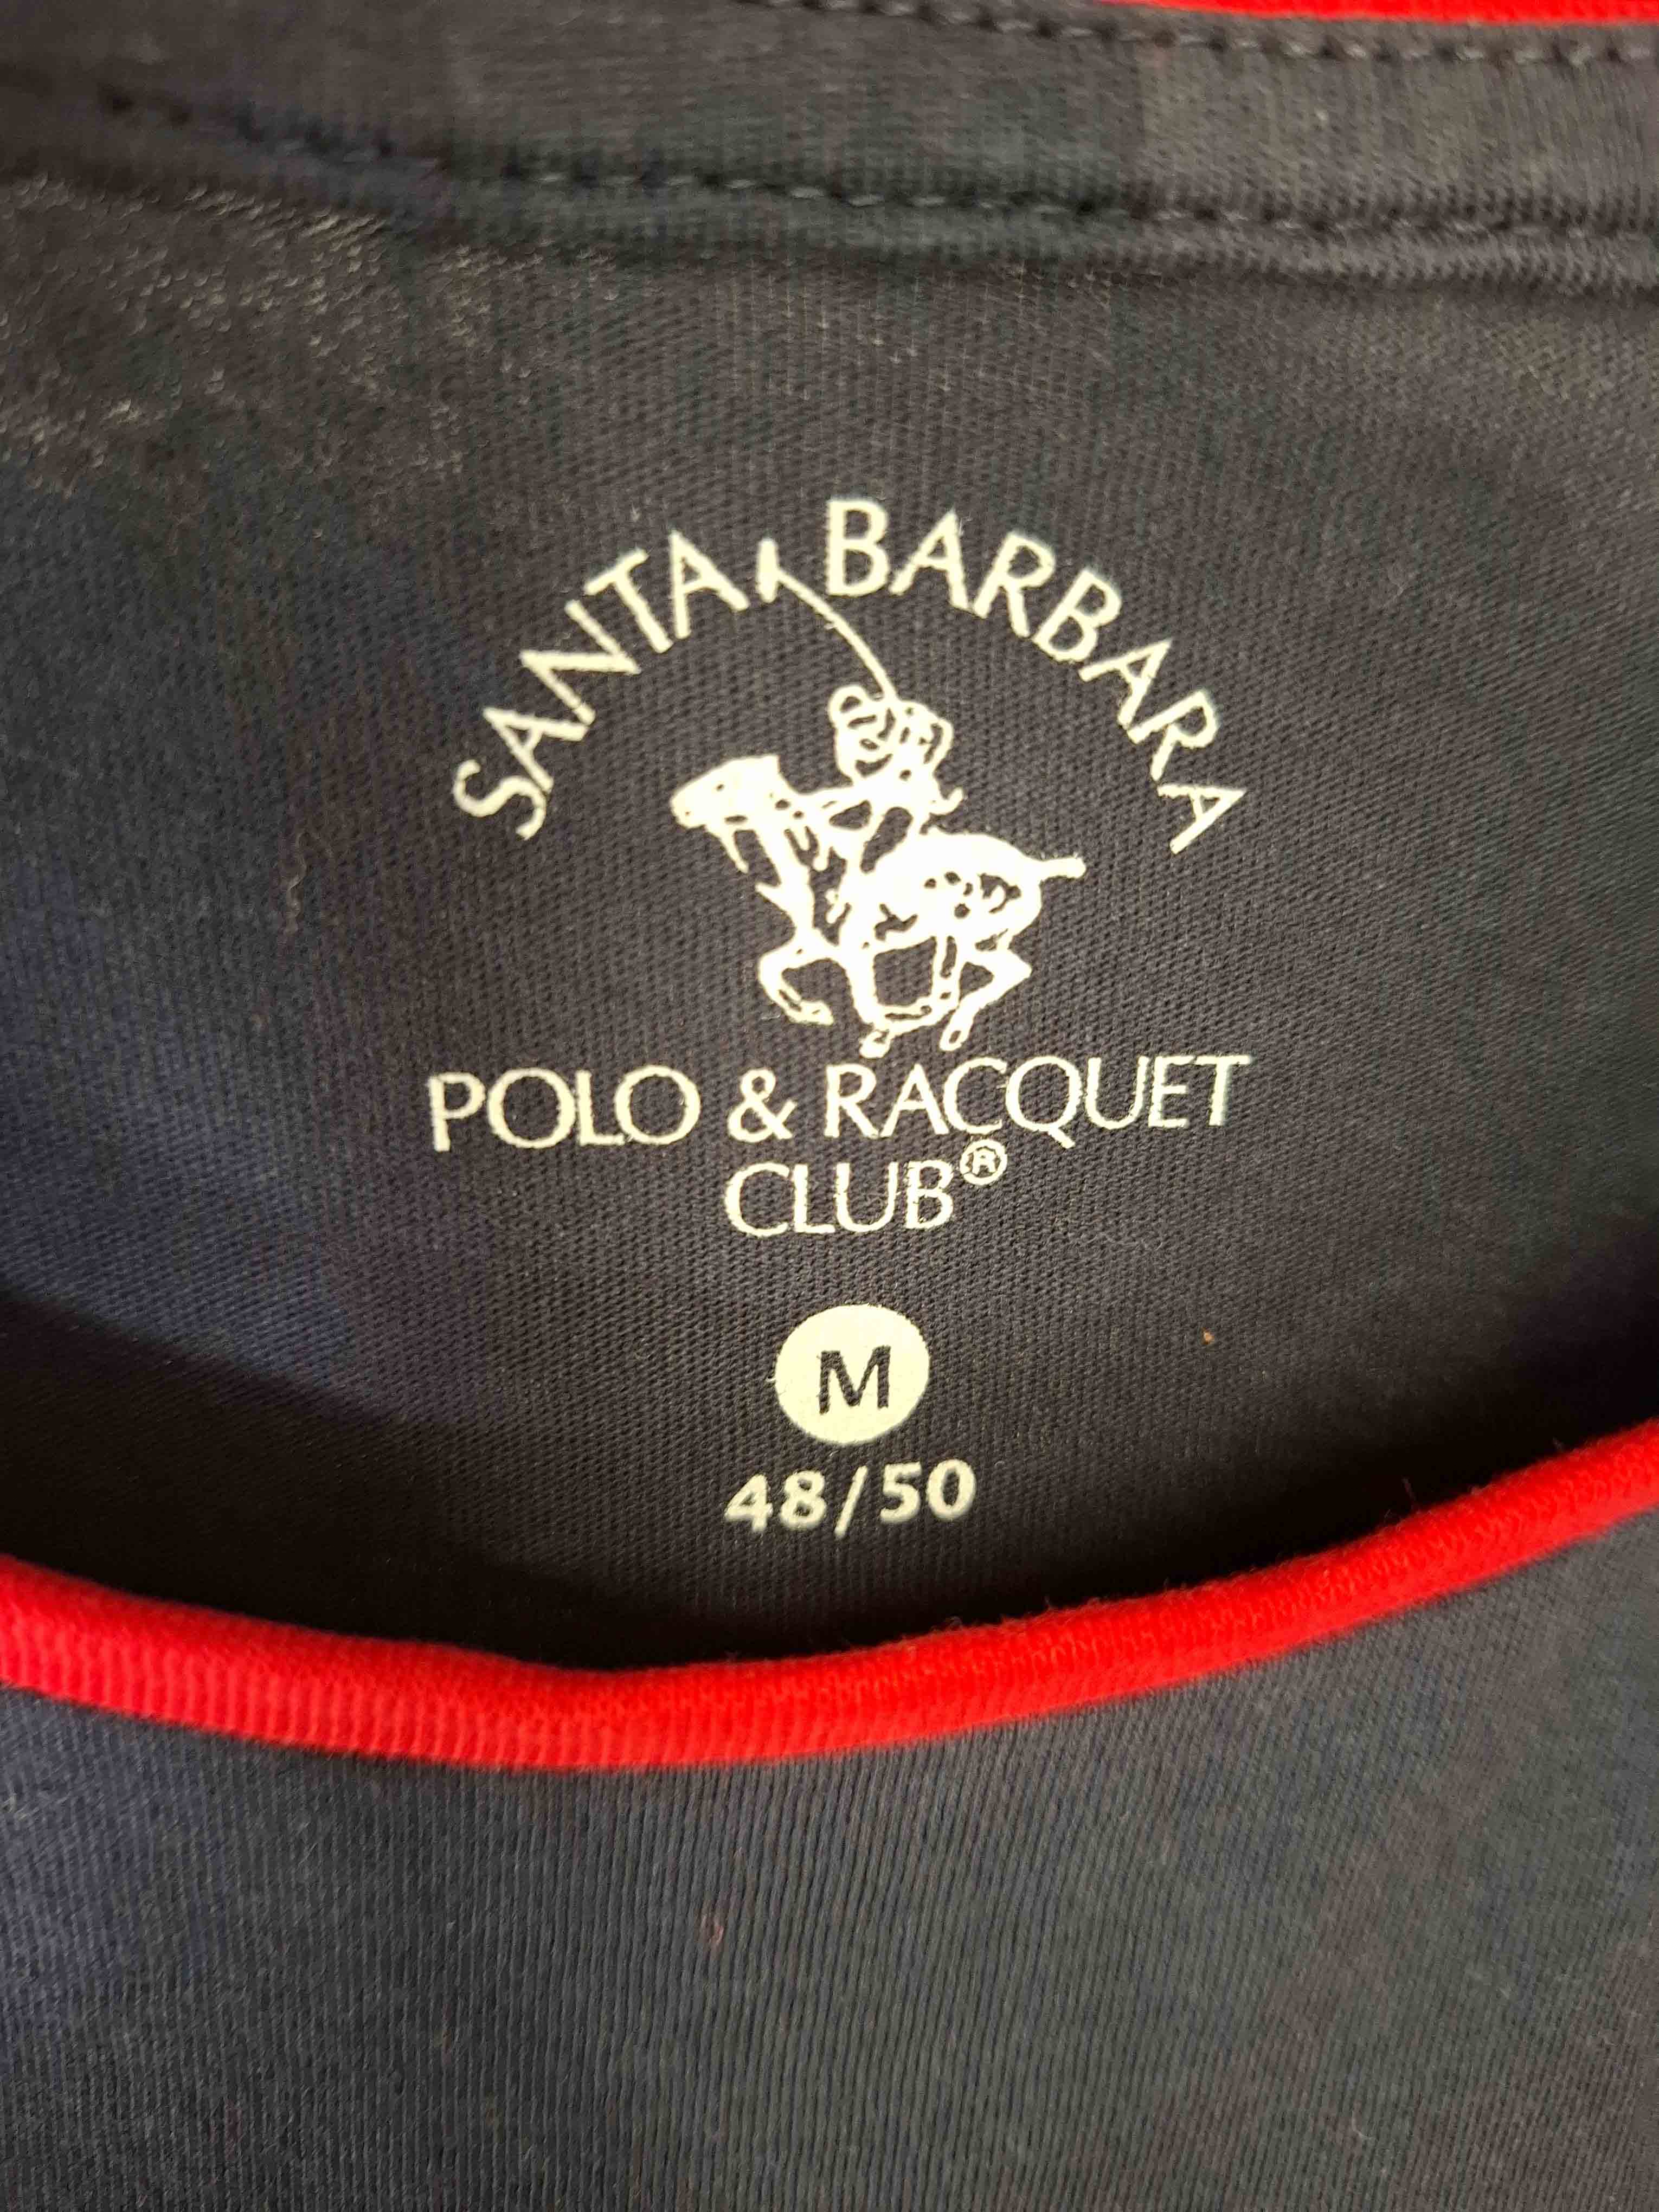 SANTA BARBARA
POLO & RACQUET
CLUB®
M
48/50